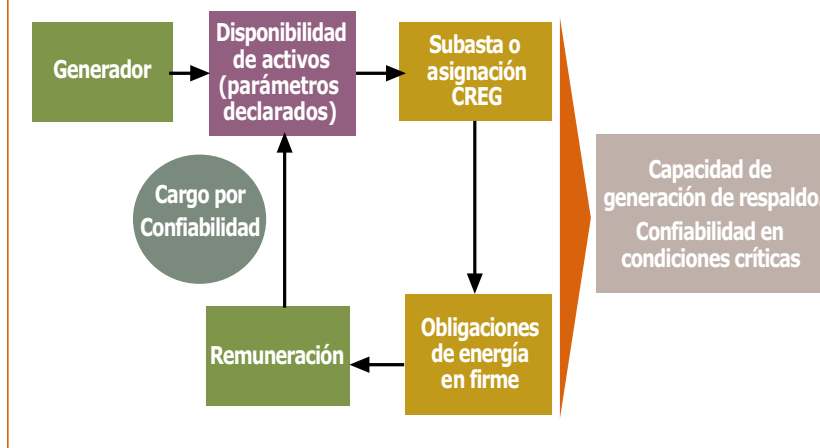 Generador
Disponibilidad
de activos
(parámetros
declarados)
Subasta o
asignación
CREG
Capacidad de
generación de respaldo.
Confiabilidad en
condiciones críticas
Cargo por
Confiabilidad
Remuneración
Obligaciones
de energía
en firme